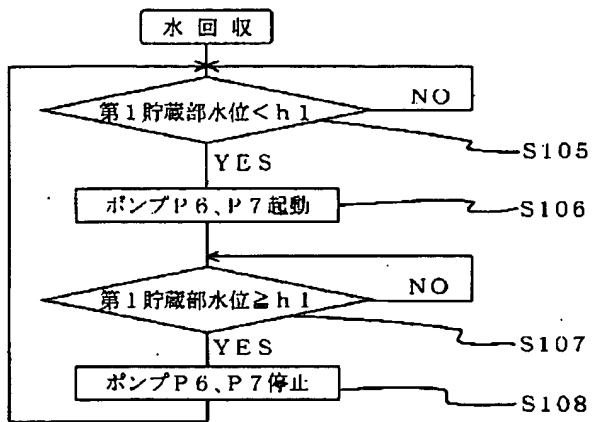 水回収
第1貯蔵部水位<h1
NO
S105
YES
ポンプP6、P7起動
S106
NO
第1貯蔵部水位≧h1
S107
YES
ポンプP6、P7停止
S108